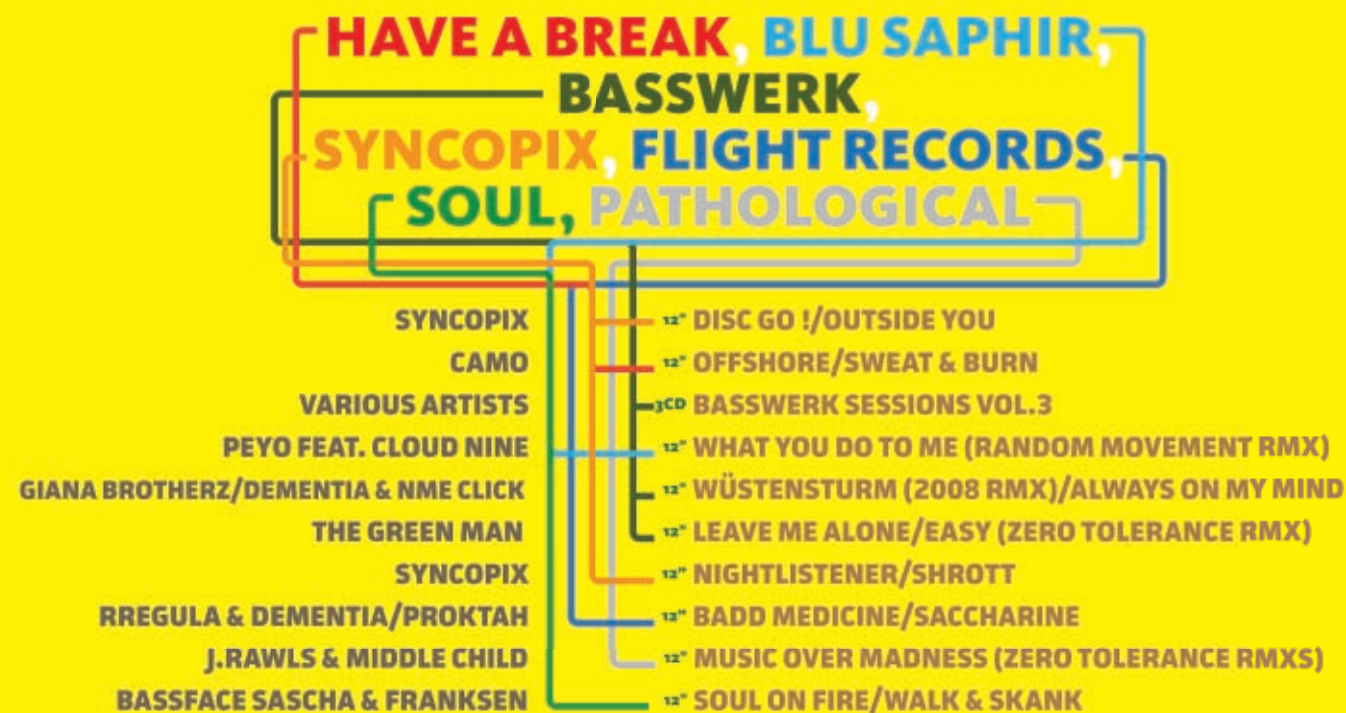 HAVE A BREAK, BLU SAPHIR,
BASSWERK,
SYNCOPIX, FLIGHT RECORDS,
SOUL, PATHOLOGICAL
SYNCOPIX 12" DISC GO !/OUTSIDE YOU
CAMO 12" OFFSHORE/SWEAT & BURN
VARIOUS ARTISTS 3CD BASSWERK SESSIONS VOL.3
PEYO FEAT. CLOUD NINE 12" WHAT YOU DO TO ME (RANDOM MOVEMENT RMX)
GIANA BROTHERZ/DEMENTIA & NME CLICK 12" WÜSTENSTURM (2008 RMX)/ALWAYS ON MY MIND
THE GREEN MAN 12" LEAVE ME ALONE/EASY (ZERO TOLERANCE RMX)
SYNCOPIX 12" NIGHTLISTENER/SHROTT
RREGULA & DEMENTIA/PROKTAH 12" BADD MEDICINE/SACCHARINE
J.RAWLS & MIDDLE CHILD 12" MUSIC OVER MADNESS (ZERO TOLERANCE RMXS)
BASSFACE SASCHA & FRANKSEN 12" SOUL ON FIRE/WALK & SKANK